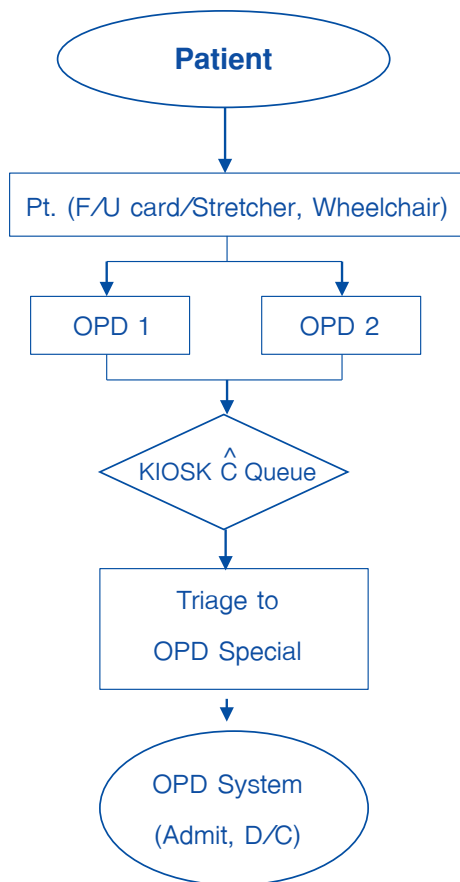 Patient
Pt. (F/U card/Stretcher, Wheelchair)
OPD 1
OPD 2
KIOSK Ĉ Queue
Triage to
OPD Special
OPD System
(Admit, D/C)